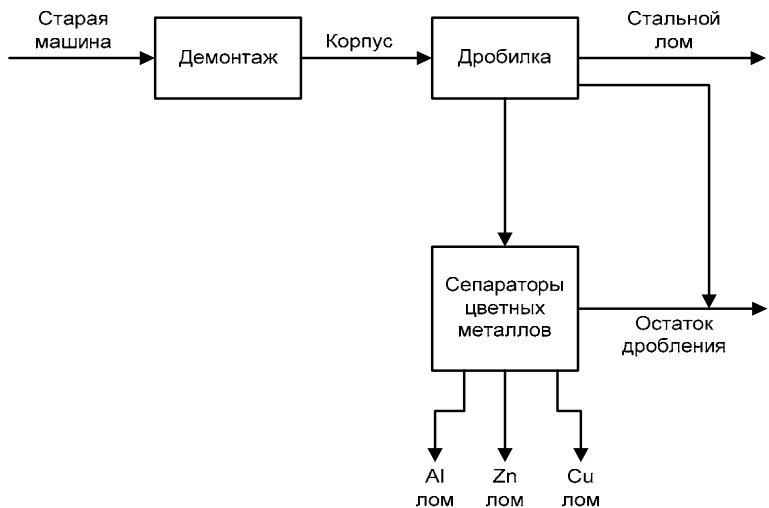 Старая
машина
Демонтаж
Корпус
Дробилка
Стальной
лом
Сепараторы
цветных
металлов
Остаток
дробления
Al
лом
Zn
лом
Cu
лом